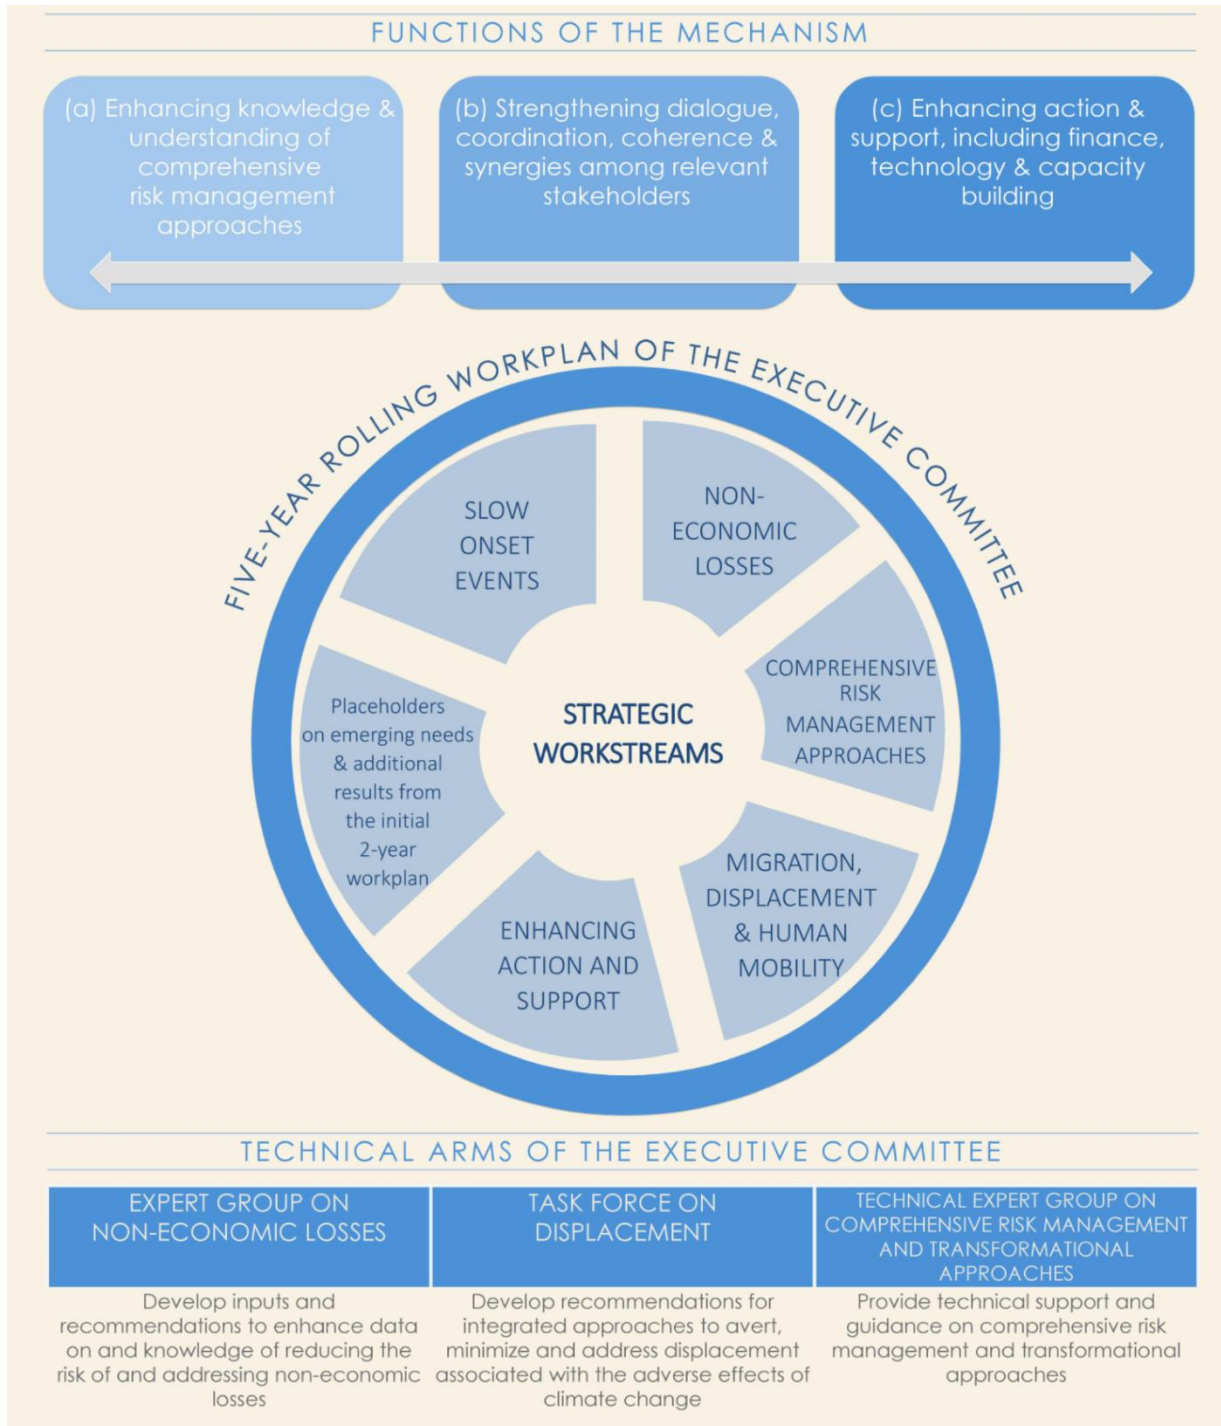 FUNCTIONS OF THE MECHANISM
(a) Enhancing knowledge &
understanding of
comprehensive
risk management
approaches
(b) Strengthening dialogue,
coordination, coherence &
synergies among relevant
stakeholders
(c) Enhancing action &
support, including finance,
technology & capacity
building
FIVE-YEAR ROLLING WORKPLAN OF THE EXECUTIVE COMMITTEE
SLOW
ONSET
EVENTS
NON-
ECONOMIC
LOSSES
COMPREHENSIVE
RISK
MANAGEMENT
APPROACHES
STRATEGIC
WORKSTREAMS
Placeholders
on emerging needs
& additional
results from
the initial
2-year
workplan
MIGRATION,
DISPLACEMENT
& HUMAN
MOBILITY
ENHANCING
ACTION AND
SUPPORT
TECHNICAL ARMS OF THE EXECUTIVE COMMITTEE
EXPERT GROUP ON
NON-ECONOMIC LOSSES
Develop inputs and
recommendations to enhance data
on and knowledge of reducing the
risk of and addressing non-economic
losses
TASK FORCE ON
DISPLACEMENT
Develop recommendations for
integrated approaches to avert,
minimize and address displacement
associated with the adverse effects of
climate change
TECHNICAL EXPERT GROUP ON
COMPREHENSIVE RISK MANAGEMENT
AND TRANSFORMATIONAL
APPROACHES
Provide technical support and
guidance on comprehensive risk
management and transformational
approaches